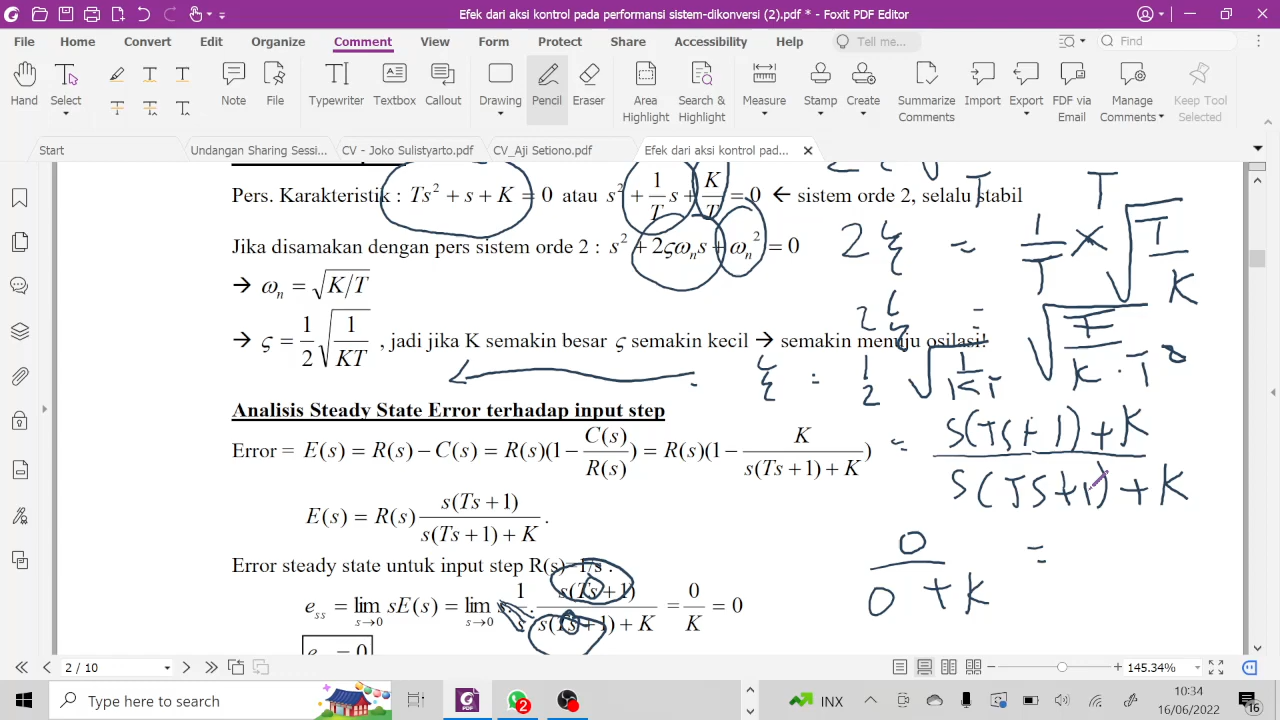 Efek dari aksi kontrol pada performansi sistem-dikonversi (2).pdf * - Foxit PDF Editor
File Home Convert Edit Organize Comment View Form Protect Share Accessibility Help Tell me... Find
Hand Select Note File Typewriter Textbox Callout Drawing Pencil Eraser Area Highlight Search & Highlight Measure Stamp Create Summarize Comments Import Export FDF via Email Manage Comments Keep Tool Selected
Start Undangan Sharing Sessi... CV - Joko Sulistyarto.pdf CV_Aji Setiono.pdf Efek dari aksi kontrol pad...
T T
Pers. Karakteristik : Ts² + s + K = 0 atau s² + 1/T s + K/T = 0 ← sistem orde 2, selalu stabil
2ξ = 1/T × √(T/K)
Jika disamakan dengan pers sistem orde 2 : s² + 2ςωₙs + ωₙ² = 0
→ ωₙ = √(K/T)
2ξ = √(T/(K·T²))
→ ς = 1/2 √(1/KT) , jadi jika K semakin besar ς semakin kecil → semakin menuju osilasi!
ξ = 1/2 √(1/KT)
Analisis Steady State Error terhadap input step
Error = E(s) = R(s) − C(s) = R(s)(1 − C(s)/R(s)) = R(s)(1 − K/(s(Ts + 1) + K)) = (s(Ts + 1) + K)/(s(Ts + 1) + K)
E(s) = R(s) s(Ts + 1)/(s(Ts + 1) + K) .
0/(0 + K) =
Error steady state untuk input step R(s)=1/s
eₛₛ = lim s→0 sE(s) = lim s→0 s. 1/s . s(Ts + 1)/(s(Ts + 1) + K) = 0/K = 0
= 0
2 / 10 145.34%
Type here to search 2 INX 10:34
16/06/2022 16